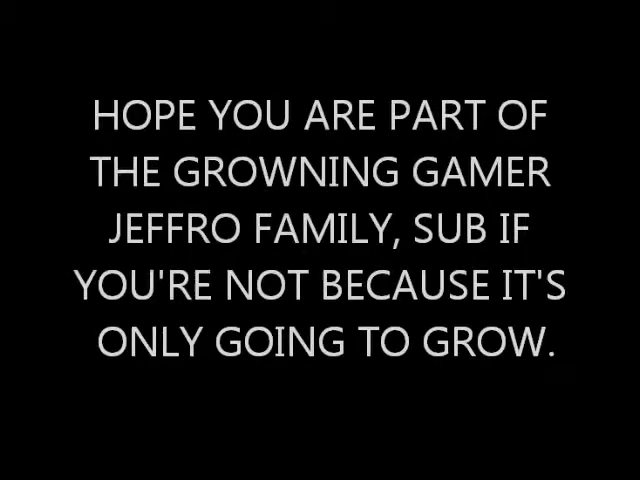 HOPE YOU ARE PART OF
THE GROWNING GAMER
JEFFRO FAMILY, SUB IF
YOU'RE NOT BECAUSE IT'S
ONLY GOING TO GROW.